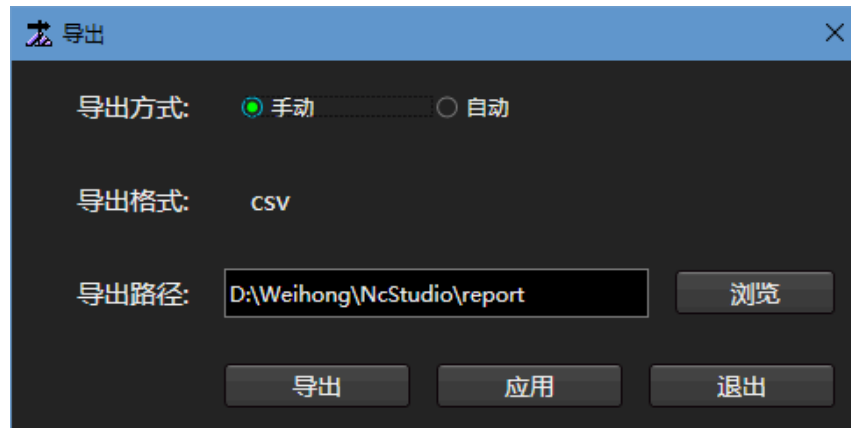 导出
导出方式: 手动 自动
导出格式: csv
导出路径: D:\Weihong\NcStudio\report 浏览
导出 应用 退出